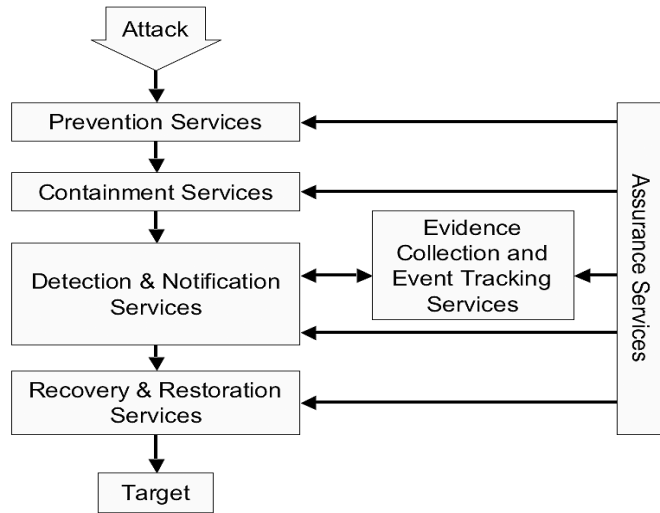 Attack
Prevention Services
Containment Services
Detection & Notification
Services
Evidence
Collection and
Event Tracking
Services
Recovery & Restoration
Services
Target
Assurance Services